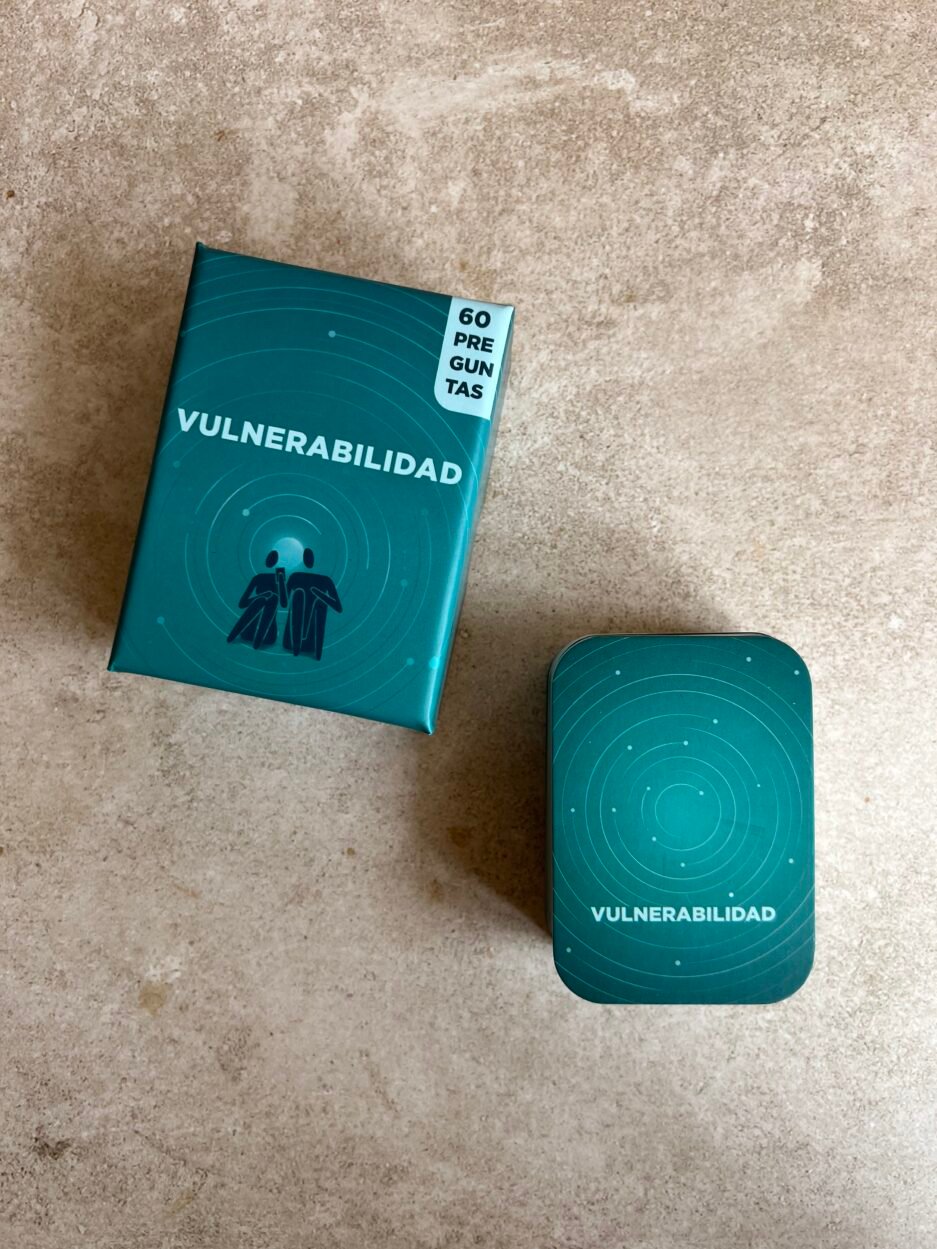 60
PRE
GUN
TAS
VULNERABILIDAD
VULNERABILIDAD